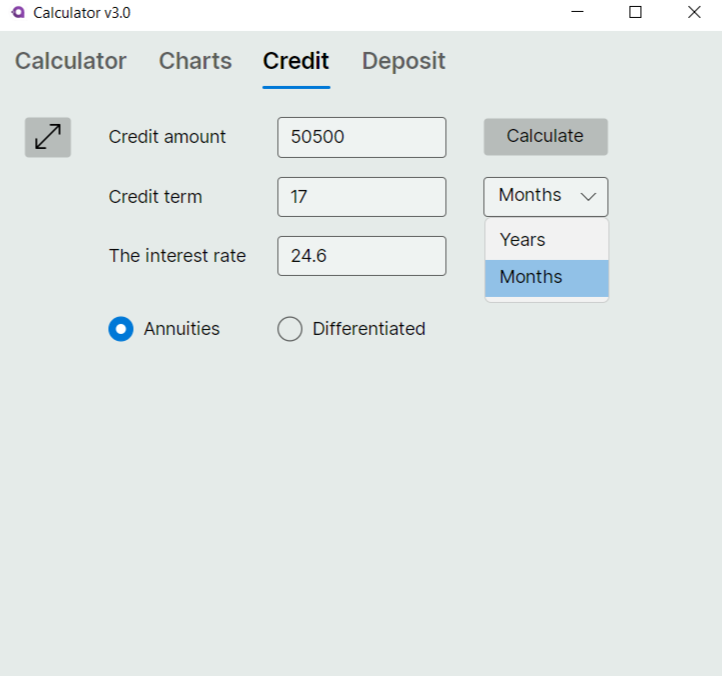 Calculator v3.0
Calculator Charts Credit Deposit
Credit amount 50500 Calculate
Credit term 17 Months
Years
The interest rate 24.6
Months
Annuities Differentiated